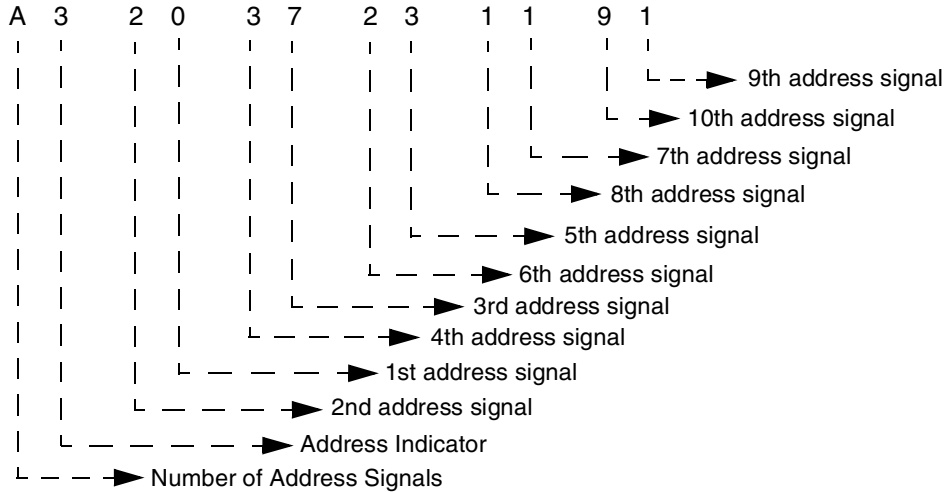 A 3 2 0 3 7 2 3 1 1 9 1
9th address signal
10th address signal
7th address signal
8th address signal
5th address signal
6th address signal
3rd address signal
4th address signal
1st address signal
2nd address signal
Address Indicator
Number of Address Signals